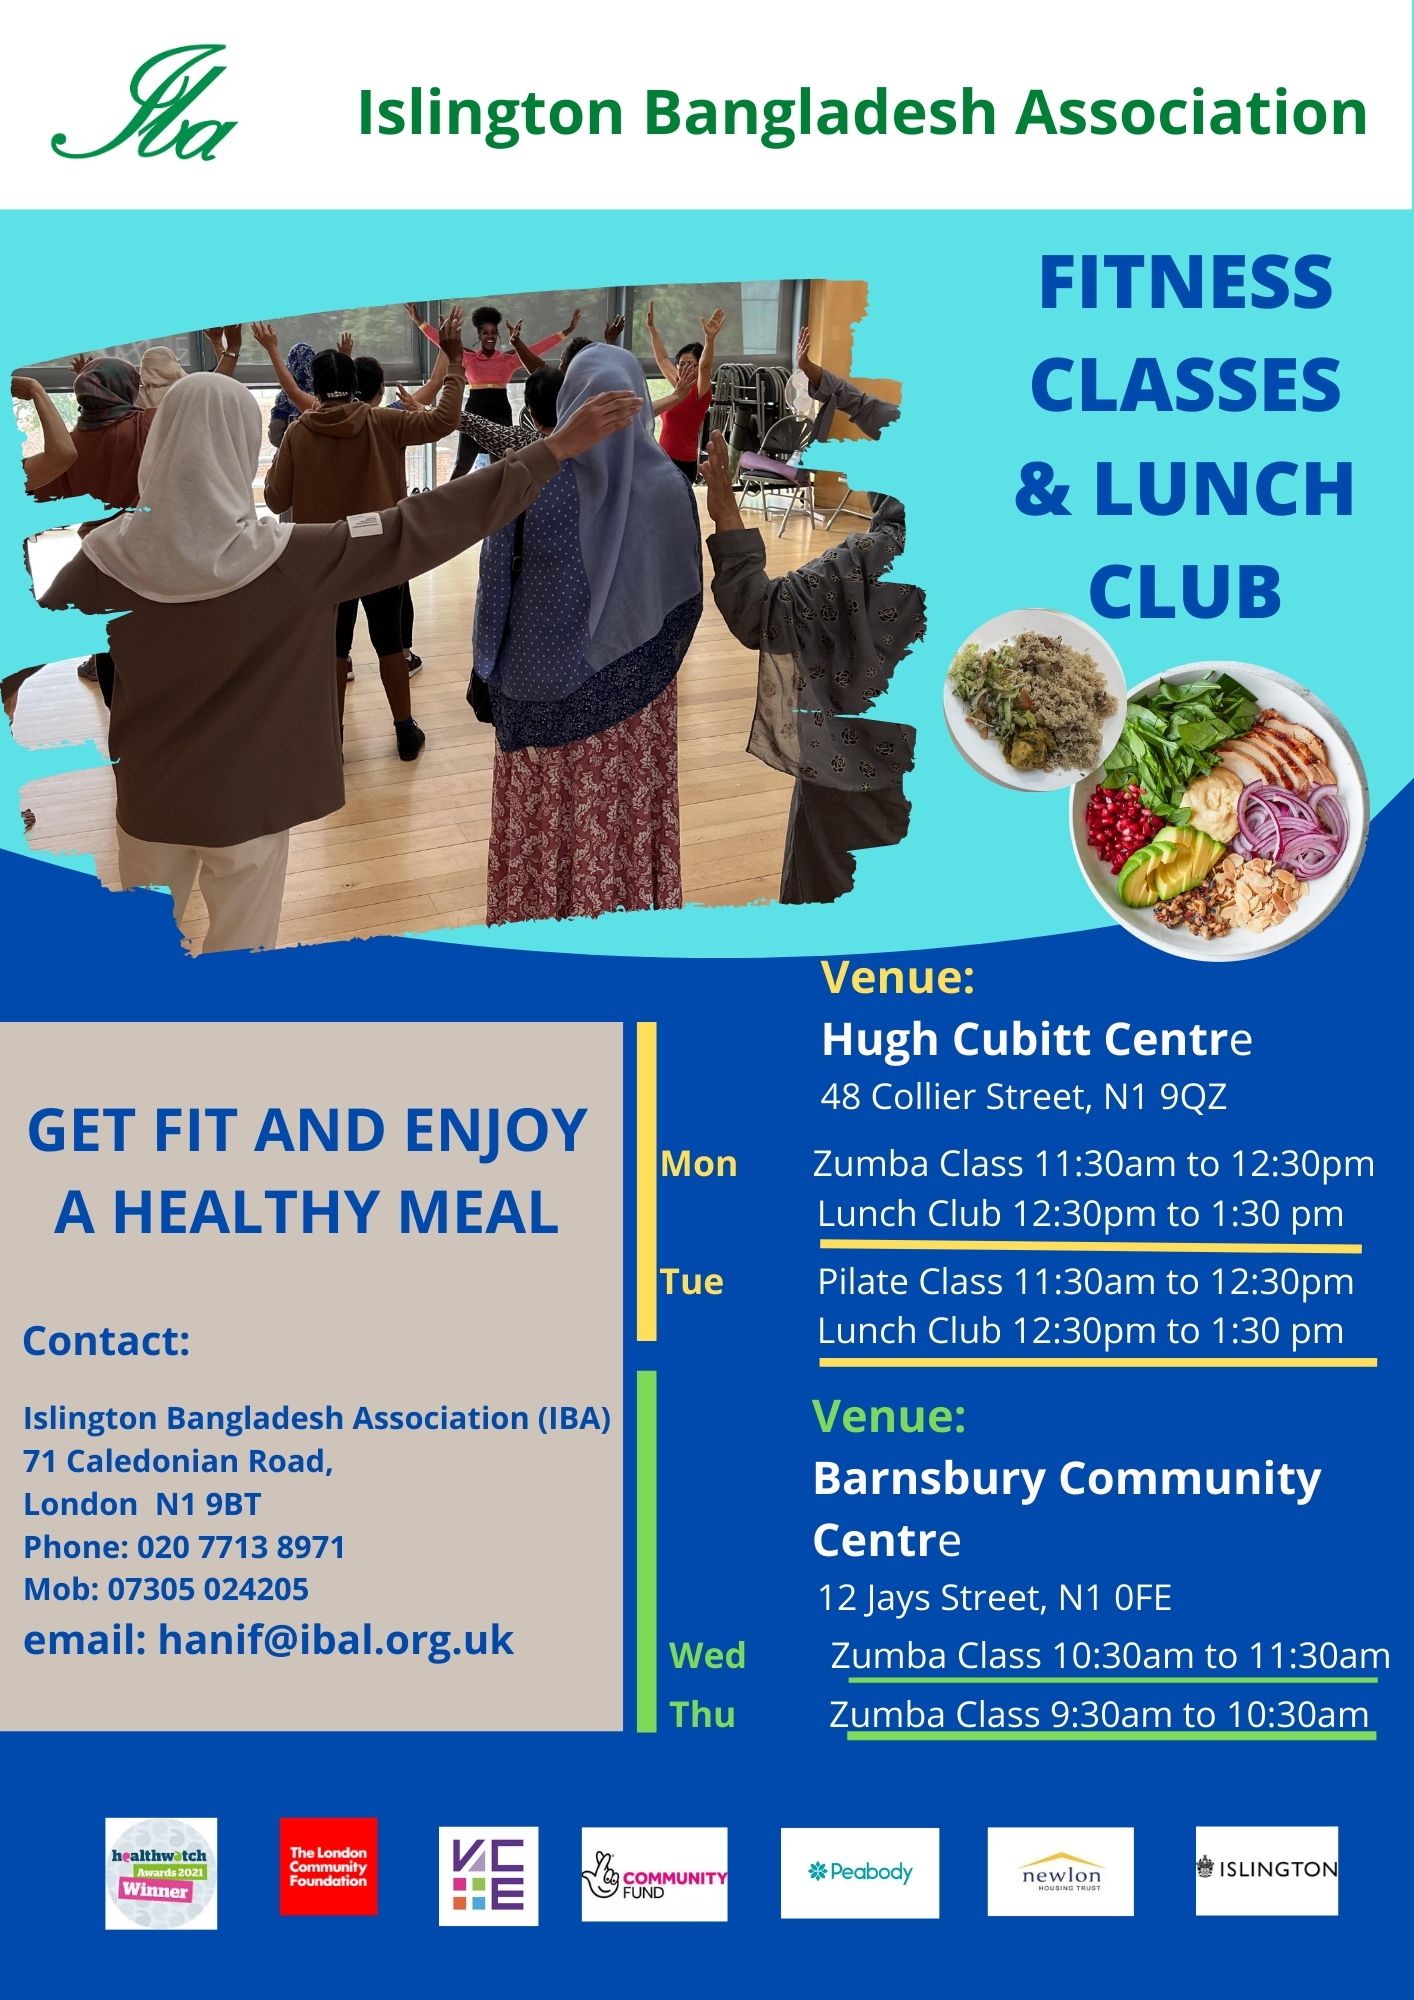 Iba
Islington Bangladesh Association
FITNESS
CLASSES
& LUNCH
CLUB
GET FIT AND ENJOY
A HEALTHY MEAL
Contact:
Islington Bangladesh Association (IBA)
71 Caledonian Road,
London N1 9BT
Phone: 020 7713 8971
Mob: 07305 024205
email: hanif@ibal.org.uk
Venue:
Hugh Cubitt Centre
48 Collier Street, N1 9QZ
Mon Zumba Class 11:30am to 12:30pm
Lunch Club 12:30pm to 1:30 pm
Tue Pilate Class 11:30am to 12:30pm
Lunch Club 12:30pm to 1:30 pm
Venue:
Barnsbury Community
Centre
12 Jays Street, N1 0FE
Wed Zumba Class 10:30am to 11:30am
Thu Zumba Class 9:30am to 10:30am
healthwatch
Awards 2021
Winner
The London
Community
Foundation
COMMUNITY
FUND
Peabody
newlon
HOUSING TRUST
ISLINGTON